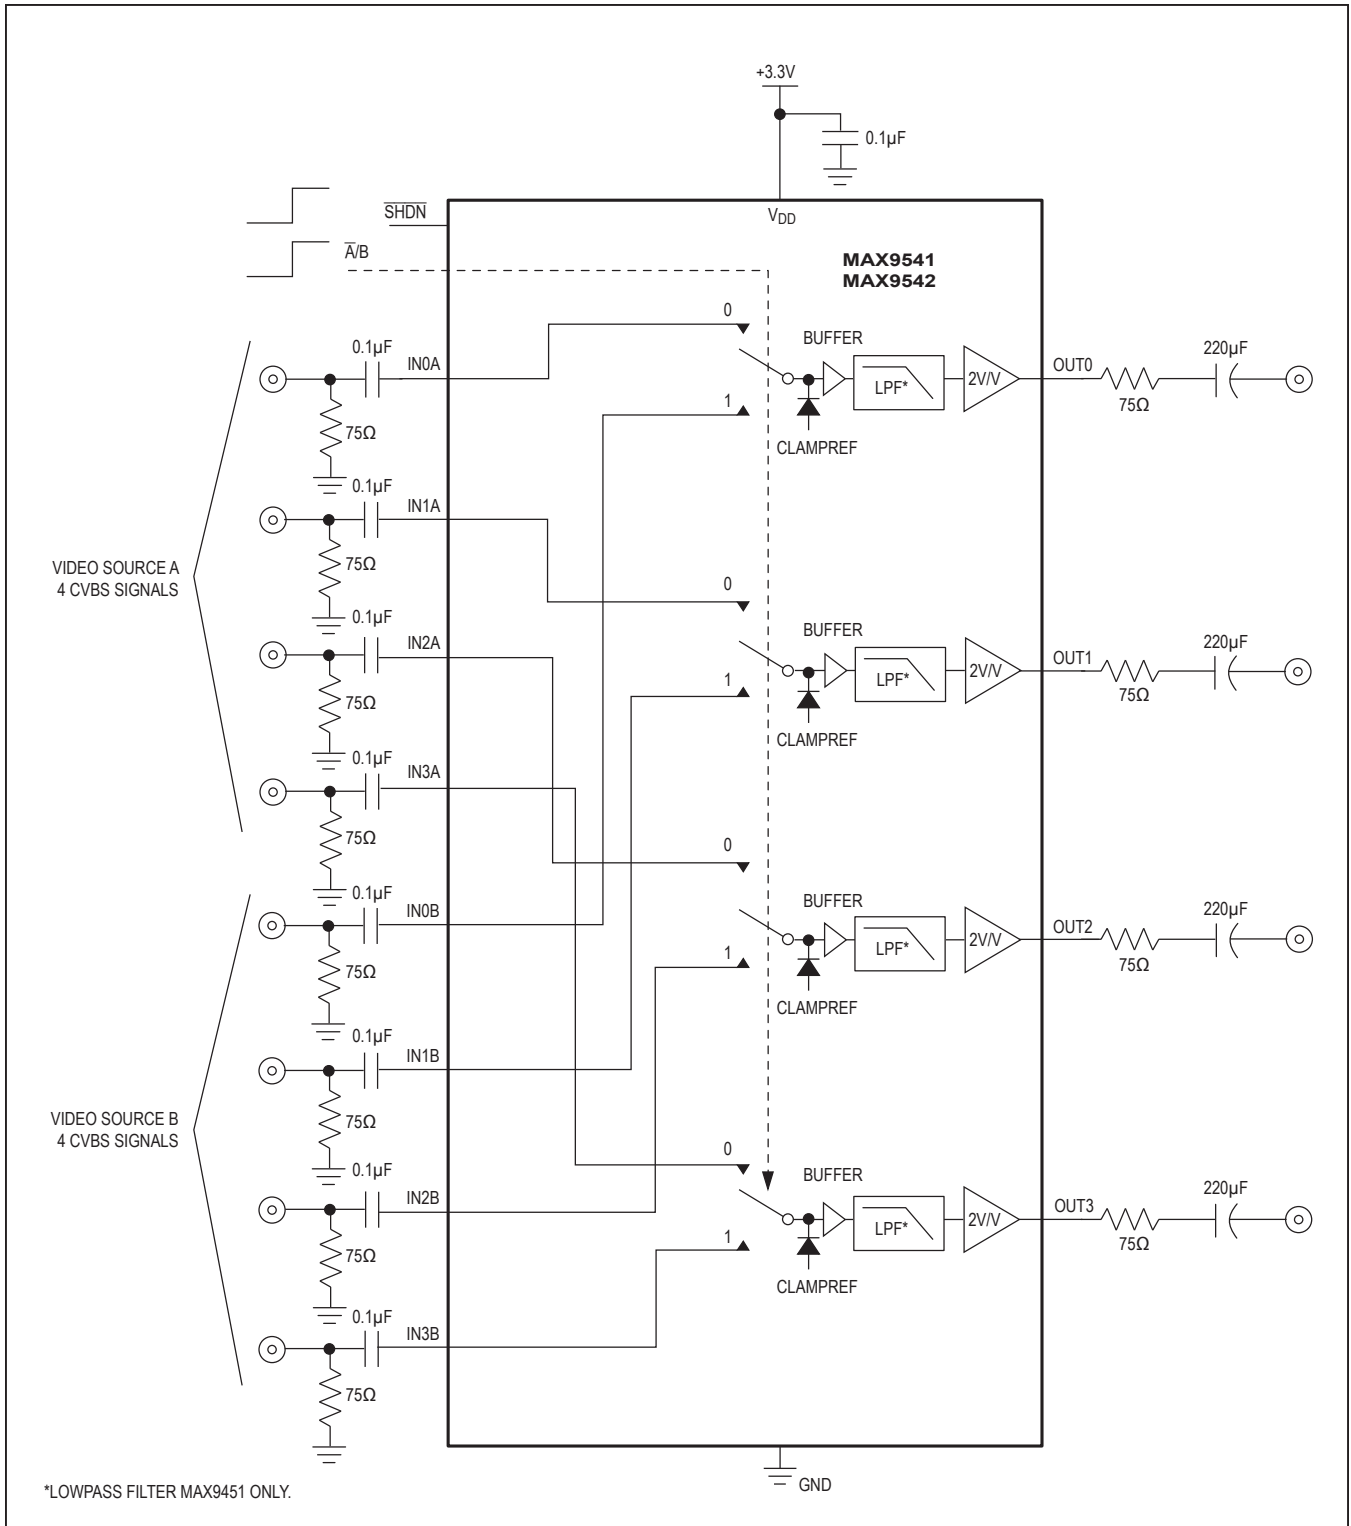 +3.3V
0.1µF
SHDN
VDD
A/B
MAX9541
MAX9542
0
BUFFER
0.1µF
IN0A
LPF*
2V/V
OUT0
220µF
75Ω
1
75Ω
CLAMPREF
0.1µF
IN1A
75Ω
VIDEO SOURCE A
4 CVBS SIGNALS
0
0.1µF
IN2A
BUFFER
LPF*
2V/V
OUT1
220µF
75Ω
1
75Ω
CLAMPREF
0.1µF
IN3A
75Ω
0
0.1µF
IN0B
BUFFER
LPF*
2V/V
OUT2
220µF
75Ω
1
75Ω
CLAMPREF
0.1µF
IN1B
VIDEO SOURCE B
4 CVBS SIGNALS
75Ω
0
0.1µF
IN2B
BUFFER
LPF*
2V/V
OUT3
220µF
75Ω
1
75Ω
CLAMPREF
0.1µF
IN3B
75Ω
GND
*LOWPASS FILTER MAX9451 ONLY.